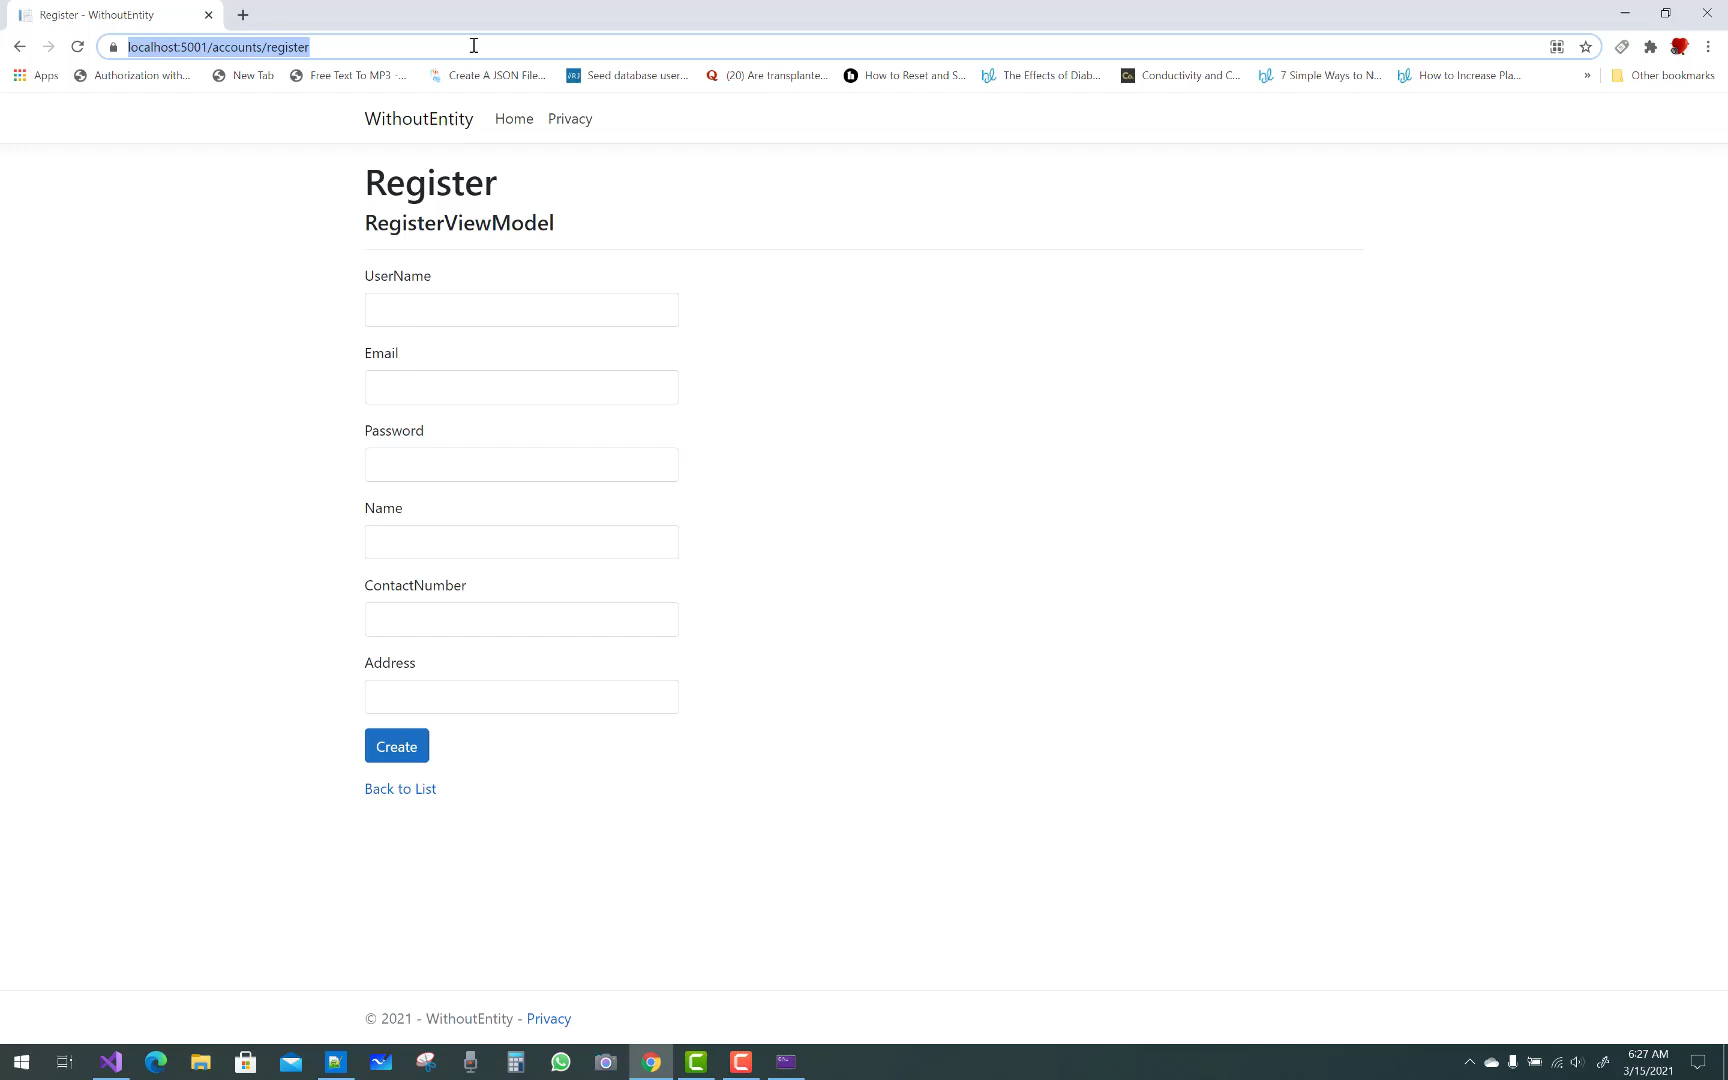 Register - WithoutEntity
localhost:5001/accounts/register
Apps Authorization with... New Tab Free Text To MP3 -... Create A JSON File... Seed database user... (20) Are transplante... How to Reset and S... The Effects of Diab... Conductivity and C... 7 Simple Ways to N... How to Increase Pla... » Other bookmarks
WithoutEntity Home Privacy
Register
RegisterViewModel
UserName
Email
Password
Name
ContactNumber
Address
Create
Back to List
© 2021 - WithoutEntity - Privacy
6:27 AM
3/15/2021